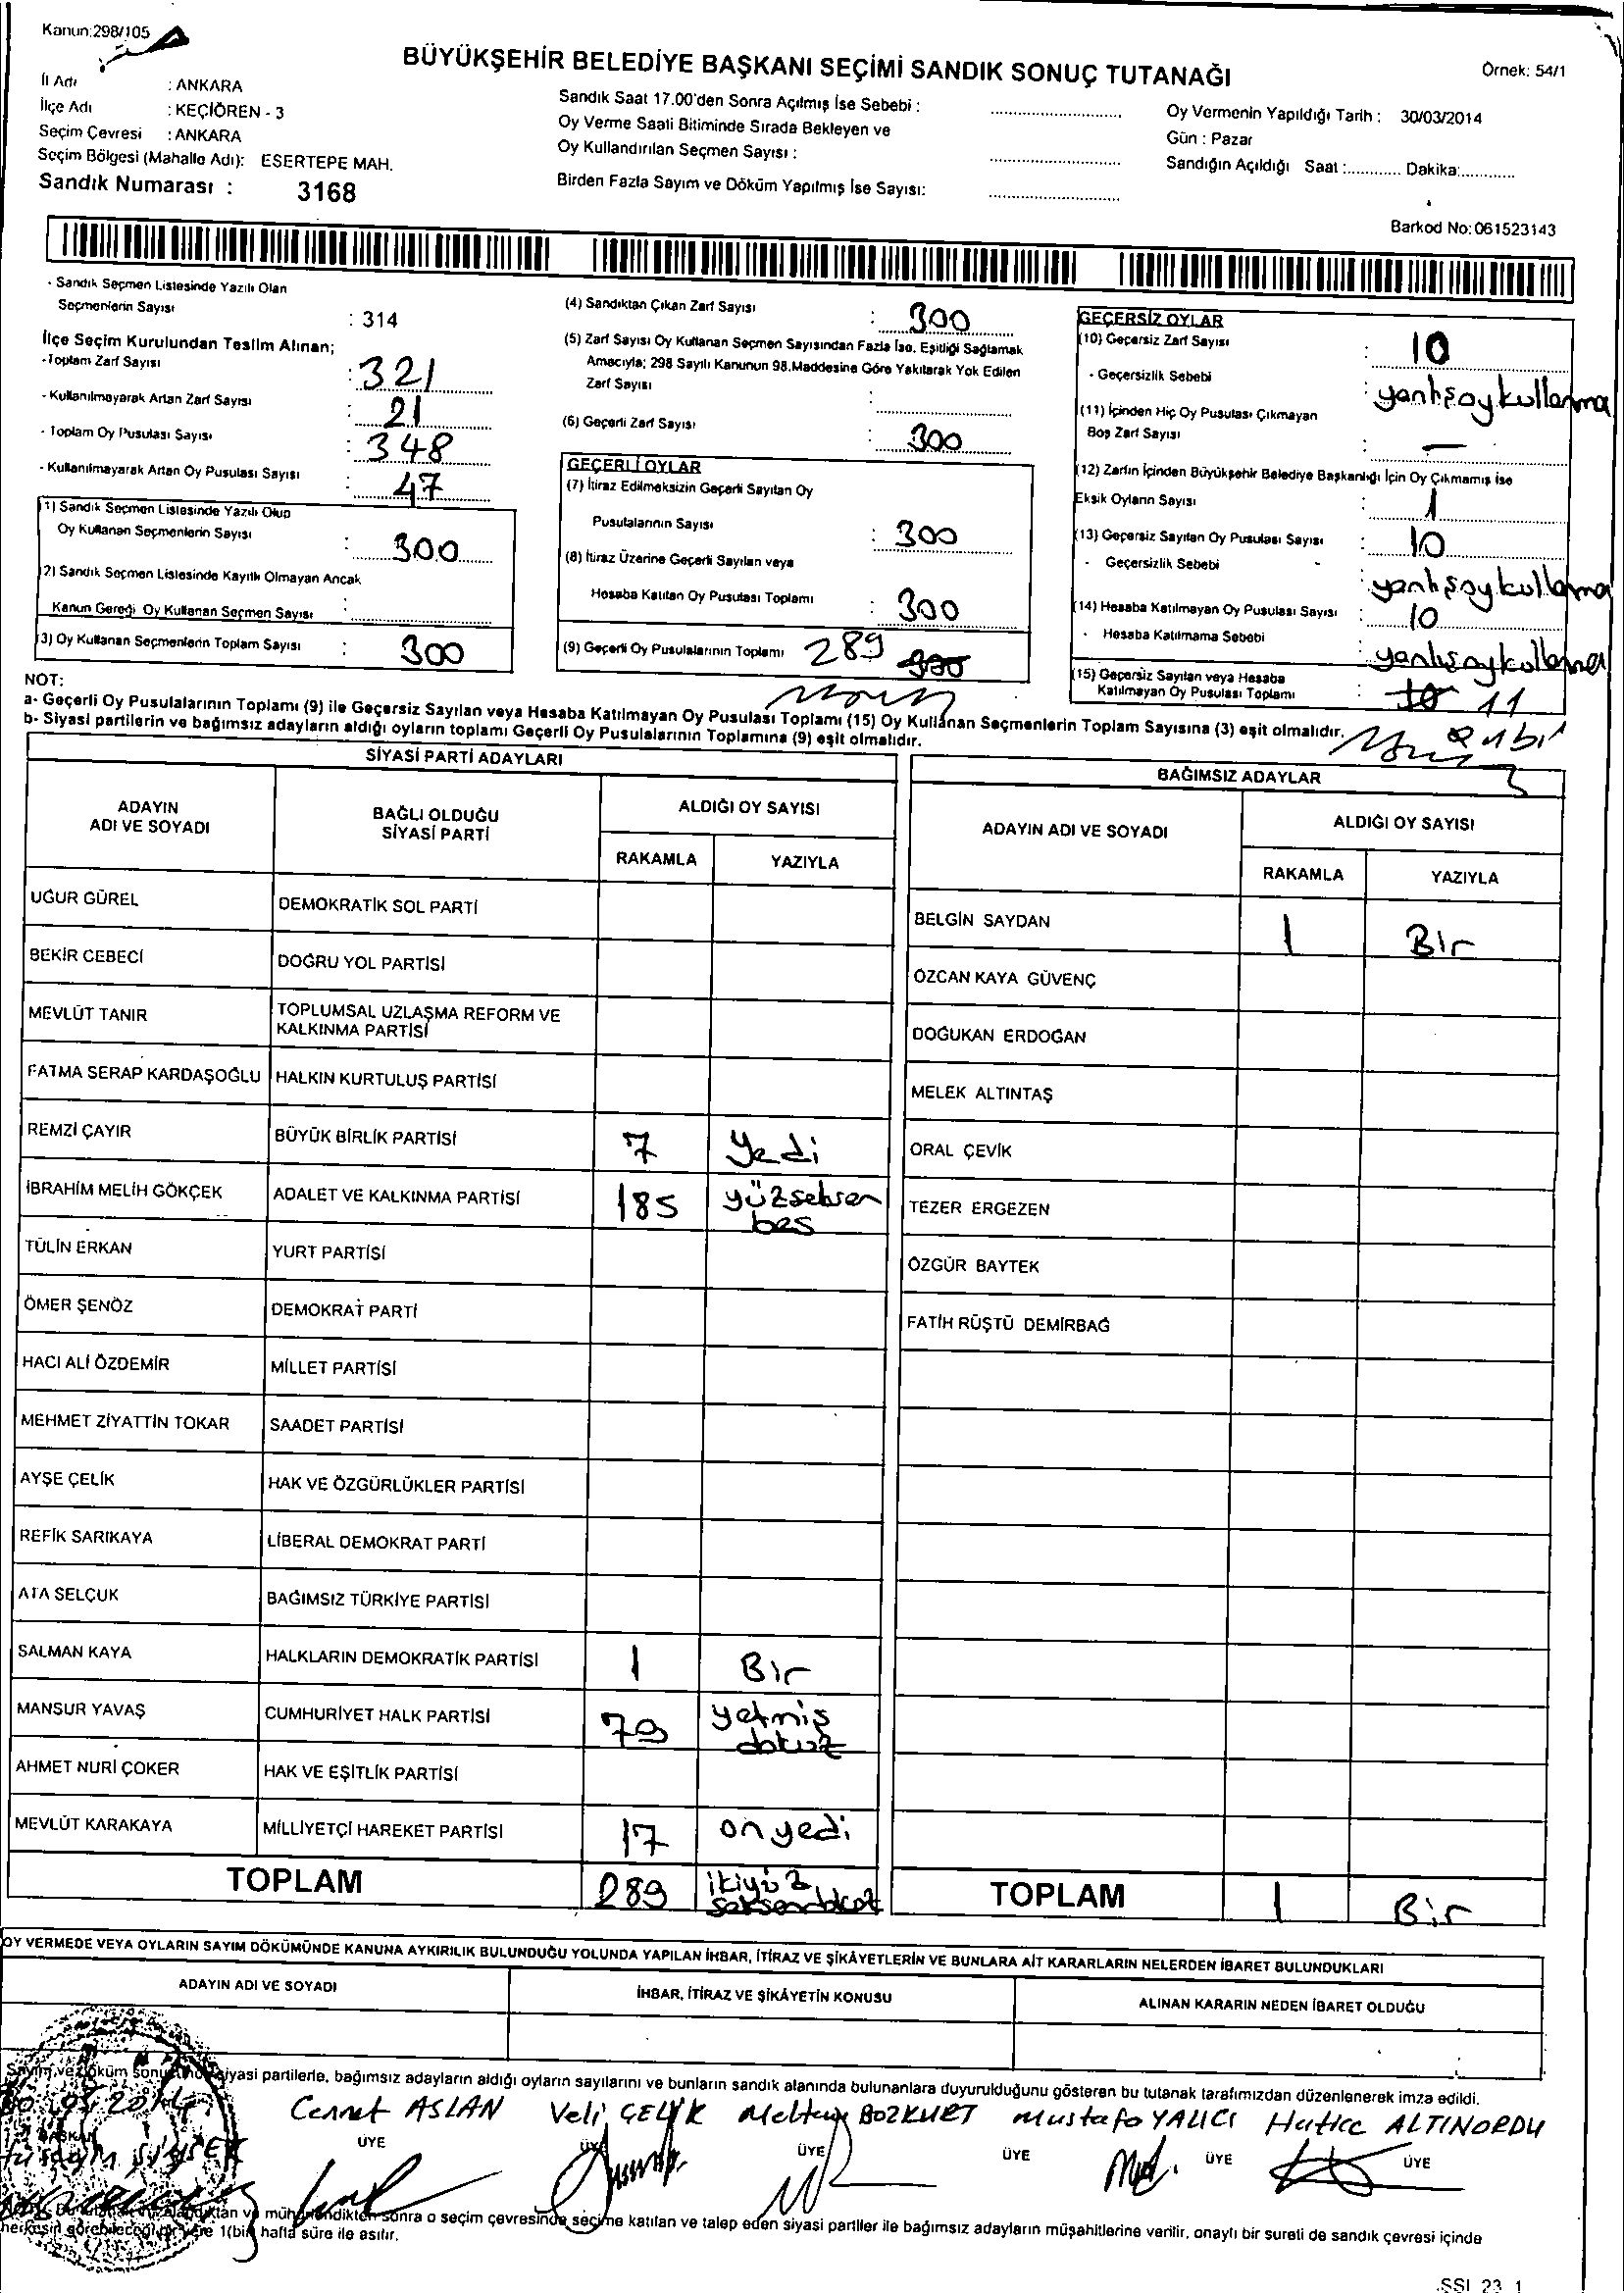 Kanun:298/105
BÜYÜKŞEHİR BELEDİYE BAŞKANI SEÇİMİ SANDIK SONUÇ TUTANAĞI
Örnek: 54/1
İl Adı : ANKARA
İlçe Adı : KEÇİÖREN - 3
Seçim Çevresi : ANKARA
Seçim Bölgesi (Mahalle Adı): ESERTEPE MAH.
Sandık Numarası : 3168
Sandık Saat 17.00'den Sonra Açılmış İse Sebebi :
Oy Verme Saati Bitiminde Sırada Bekleyen ve
Oy Kullandırılan Seçmen Sayısı :
Birden Fazla Sayım ve Döküm Yapılmış İse Sayısı:
Oy Vermenin Yapıldığı Tarih : 30/03/2014
Gün : Pazar
Sandığın Açıldığı Saat :............. Dakika:............
Barkod No:061523143
- Sandık Seçmen Listesinde Yazılı Olan
Seçmenlerin Sayısı : 314
İlçe Seçim Kurulundan Teslim Alınan;
-Toplam Zarf Sayısı : 321
- Kullanılmayarak Artan Zarf Sayısı : 21
- Toplam Oy Pusulası Sayısı : 348
- Kullanılmayarak Artan Oy Pusulası Sayısı : 47
(1) Sandık Seçmen Listesinde Yazılı Olup
Oy Kullanan Seçmenlerin Sayısı : 300
(2) Sandık Seçmen Listesinde Kayıtlı Olmayan Ancak
Kanun Gereği Oy Kullanan Seçmen Sayısı :
(3) Oy Kullanan Seçmenlerin Toplam Sayısı : 300
(4) Sandıktan Çıkan Zarf Sayısı : 300
(5) Zarf Sayısı Oy Kullanan Seçmen Sayısından Fazla İse, Eşitliği Sağlamak
Amacıyla; 298 Sayılı Kanunun 98.Maddesine Göre Yakılarak Yok Edilen
Zarf Sayısı :
(6) Geçerli Zarf Sayısı : 300
GEÇERLİ OYLAR
(7) İtiraz Edilmeksizin Geçerli Sayılan Oy
Pusulalarının Sayısı : 300
(8) İtiraz Üzerine Geçerli Sayılan veya
Hesaba Katılan Oy Pusulası Toplamı : 300
(9) Geçerli Oy Pusulalarının Toplamı 289 300
GEÇERSİZ OYLAR
(10) Geçersiz Zarf Sayısı : 10
- Geçersizlik Sebebi : yanlış oy kullanma
(11) İçinden Hiç Oy Pusulası Çıkmayan
Boş Zarf Sayısı : -
(12) Zarfın İçinden Büyükşehir Belediye Başkanlığı İçin Oy Çıkmamış ise
Eksik Oyların Sayısı : 1
(13) Geçersiz Sayılan Oy Pusulası Sayısı : 10
- Geçersizlik Sebebi : yanlış oy kullanma
(14) Hesaba Katılmayan Oy Pusulası Sayısı : 10
- Hesaba Katılmama Sebebi : yanlış oy kullanma
(15) Geçersiz Sayılan veya Hesaba
Katılmayan Oy Pusulası Toplamı : 10 11
NOT:
a- Geçerli Oy Pusulalarının Toplamı (9) ile Geçersiz Sayılan veya Hesaba Katılmayan Oy Pusulası Toplamı (15) Oy Kullanan Seçmenlerin Toplam Sayısına (3) eşit olmalıdır.
b- Siyasi partilerin ve bağımsız adayların aldığı oyların toplamı Geçerli Oy Pusulalarının Toplamına (9) eşit olmalıdır.
SİYASİ PARTİ ADAYLARI
ADAYIN ADI VE SOYADI
BAĞLI OLDUĞU SİYASİ PARTİ
ALDIĞI OY SAYISI
RAKAMLA YAZIYLA
UĞUR GÜREL DEMOKRATİK SOL PARTİ
BEKİR CEBECİ DOĞRU YOL PARTİSİ
MEVLÜT TANIR TOPLUMSAL UZLAŞMA REFORM VE
KALKINMA PARTİSİ
FATMA SERAP KARDAŞOĞLU HALKIN KURTULUŞ PARTİSİ
REMZİ ÇAYIR BÜYÜK BİRLİK PARTİSİ 7 Yedi
İBRAHİM MELİH GÖKÇEK ADALET VE KALKINMA PARTİSİ 185 yüzseksen
beş
TÜLİN ERKAN YURT PARTİSİ
ÖMER ŞENÖZ DEMOKRAT PARTİ
HACI ALİ ÖZDEMİR MİLLET PARTİSİ
MEHMET ZİYATTİN TOKAR SAADET PARTİSİ
AYŞE ÇELİK HAK VE ÖZGÜRLÜKLER PARTİSİ
REFİK SARIKAYA LİBERAL DEMOKRAT PARTİ
ATA SELÇUK BAĞIMSIZ TÜRKİYE PARTİSİ
SALMAN KAYA HALKLARIN DEMOKRATİK PARTİSİ 1 Bir
MANSUR YAVAŞ CUMHURİYET HALK PARTİSİ 79 yetmiş
dokuz
AHMET NURİ ÇOKER HAK VE EŞİTLİK PARTİSİ
MEVLÜT KARAKAYA MİLLİYETÇİ HAREKET PARTİSİ 17 onyedi
TOPLAM 289 ikiyüz
seksendokuz
BAĞIMSIZ ADAYLAR
ADAYIN ADI VE SOYADI
ALDIĞI OY SAYISI
RAKAMLA YAZIYLA
BELGİN SAYDAN 1 Bir
ÖZCAN KAYA GÜVENÇ
DOĞUKAN ERDOĞAN
MELEK ALTINTAŞ
ORAL ÇEVİK
TEZER ERGEZEN
ÖZGÜR BAYTEK
FATİH RÜŞTÜ DEMİRBAĞ
TOPLAM 1 Bir
OY VERMEDE VEYA OYLARIN SAYIM DÖKÜMÜNDE KANUNA AYKIRILIK BULUNDUĞU YOLUNDA YAPILAN İHBAR, İTİRAZ VE ŞİKÂYETLERİN VE BUNLARA AİT KARARLARIN NELERDEN İBARET BULUNDUKLARI
ADAYIN ADI VE SOYADI
İHBAR, İTİRAZ VE ŞİKÂYETİN KONUSU
ALINAN KARARIN NEDEN İBARET OLDUĞU
Sayım ve döküm siyasi partilerle, bağımsız adayların aldığı oyların sayılarını ve bunların sandık alanında bulunanlara duyurulduğunu gösteren bu tutanak tarafımızdan düzenlenerek imza edildi.
Cennet ASLAN Veli ÇELİK Meltem BOZKURT Mustafa YALICI Hatice ALTINORDU
BAŞKAN ÜYE ÜYE ÜYE ÜYE ÜYE ÜYE
mühürlendikten sonra o seçim çevresinde seçime katılan ve talep eden siyasi partiler ile bağımsız adayların müşahitlerine verilir, onaylı bir sureti de sandık çevresi içinde
herkesin görebileceği bir yere 1(bir) hafta süre ile asılır.
SSI 23 1